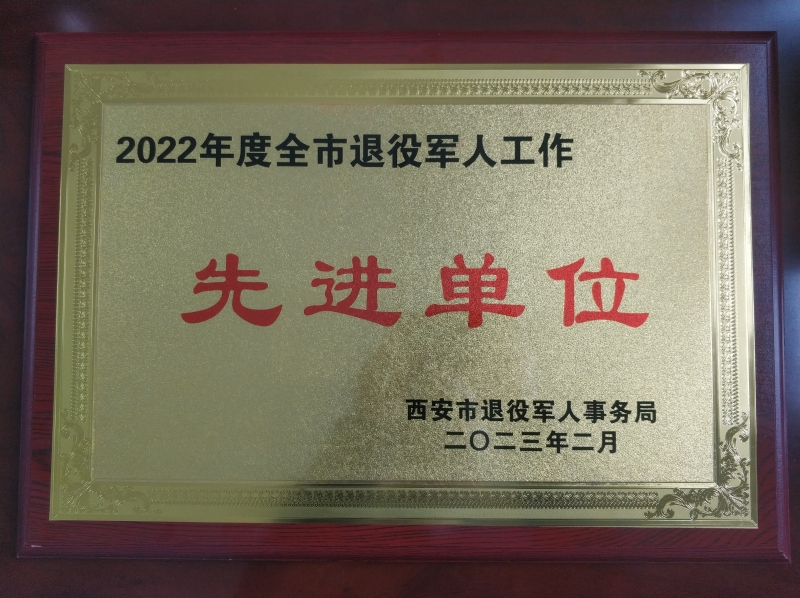 2022年度全市退役军人工作
先进单位
西安市退役军人事务局
二〇二三年二月